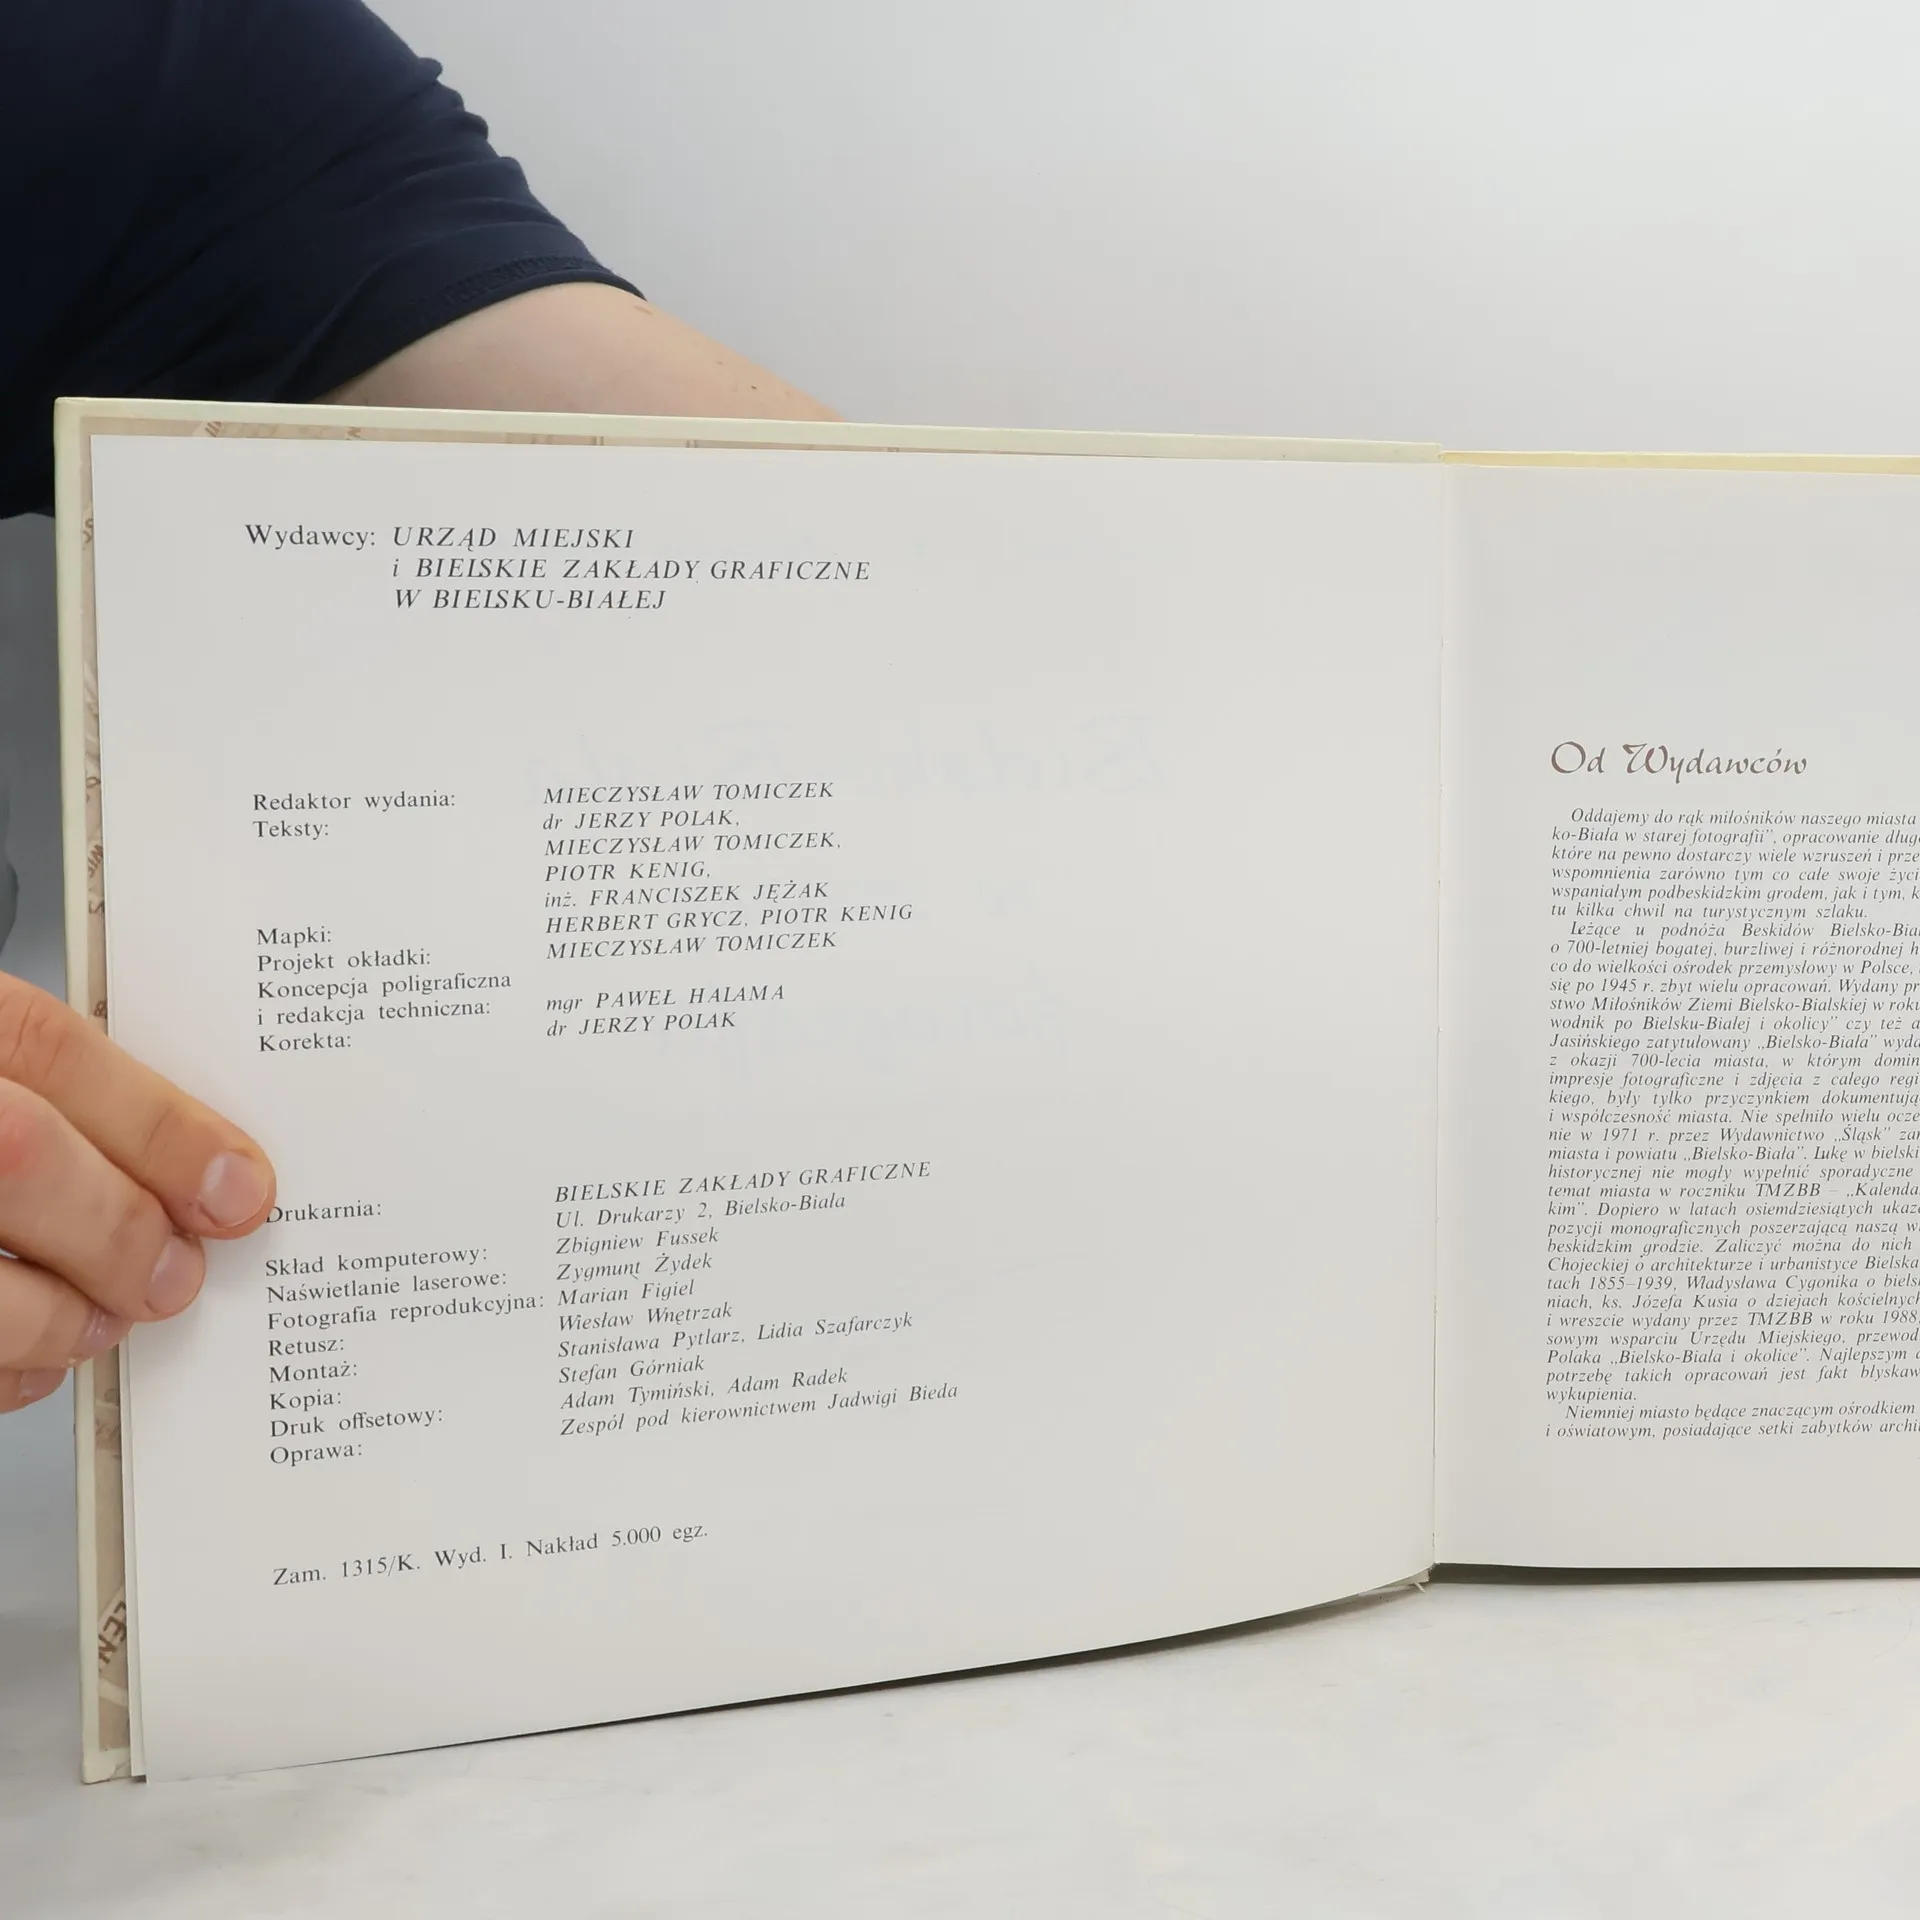 Wydawcy: URZĄD MIEJSKI
i BIELSKIE ZAKŁADY GRAFICZNE
W BIELSKU-BIAŁEJ
Redaktor wydania: MIECZYSŁAW TOMICZEK
Teksty: dr JERZY POLAK,
MIECZYSŁAW TOMICZEK,
PIOTR KENIG,
inż. FRANCISZEK JĘŻAK
Mapki: HERBERT GRYCZ, PIOTR KENIG
Projekt okładki: MIECZYSŁAW TOMICZEK
Koncepcja poligraficzna
i redakcja techniczna: mgr PAWEŁ HALAMA
Korekta: dr JERZY POLAK
Drukarnia: BIELSKIE ZAKŁADY GRAFICZNE
Ul. Drukarzy 2, Bielsko-Biała
Skład komputerowy: Zbigniew Fussek
Naświetlanie laserowe: Zygmunt Żydek
Fotografia reprodukcyjna: Marian Figiel
Retusz: Wiesław Wnętrzak
Montaż: Stanisława Pytlarz, Lidia Szafarczyk
Kopia: Stefan Górniak
Druk offsetowy: Adam Tymiński, Adam Radek
Oprawa: Zespół pod kierownictwem Jadwigi Bieda
Zam. 1315/K. Wyd. I. Nakład 5.000 egz.
Od Wydawców
Oddajemy do rąk miłośników naszego miasta
ko-Biała w starej fotografii", opracowanie długo
które na pewno dostarczy wiele wzruszeń i prze
wspomnienia zarówno tym co całe swoje życi
wspaniałym podbeskidzkim grodem, jak i tym, k
tu kilka chwil na turystycznym szlaku.
Leżące u podnóża Beskidów Bielsko-Biał
o 700-letniej bogatej, burzliwej i różnorodnej h
co do wielkości ośrodek przemysłowy w Polsce,
się po 1945 r. zbyt wielu opracowań. Wydany pr
stwo Miłośników Ziemi Bielsko-Bialskiej w roku
wodnik po Bielsku-Białej i okolicy" czy też a
Jasińskiego zatytułowany „Bielsko-Biała" wyda
z okazji 700-lecia miasta, w którym domin
impresje fotograficzne i zdjęcia z całego regi
kiego, były tylko przyczynkiem dokumentują
i współczesność miasta. Nie spełniło wielu ocze
nie w 1971 r. przez Wydawnictwo „Śląsk" zar
miasta i powiatu „Bielsko-Biała". Lukę w bielski
historycznej nie mogły wypełnić sporadyczne
temat miasta w roczniku TMZBB – „Kalenda
kim". Dopiero w latach osiemdziesiątych ukaza
pozycji monograficznych poszerzającą naszą wi
beskidzkim grodzie. Zaliczyć można do nich
Chojeckiej o architekturze i urbanistyce Bielska
tach 1855–1939, Władysława Cygonika o biels
niach, ks. Józefa Kusia o dziejach kościelnych
i wreszcie wydany przez TMZBB w roku 1988,
sowym wsparciu Urzędu Miejskiego, przewod
Polaka „Bielsko-Biała i okolice". Najlepszym d
potrzebę takich opracowań jest fakt błyskaw
wykupienia.
Niemniej miasto będące znaczącym ośrodkiem
i oświatowym, posiadające setki zabytków archi